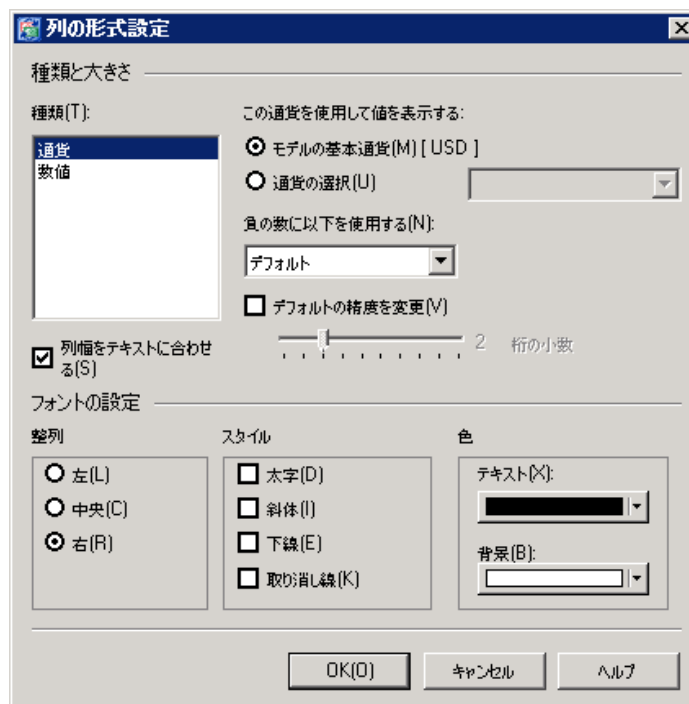 列の形式設定
種類と大きさ
種類(T):
通貨
数値
この通貨を使用して値を表示する:
モデルの基本通貨(M) [ USD ]
通貨の選択(U)
負の数に以下を使用する(N):
デフォルト
デフォルトの精度を変更(V)
2 桁の小数
列幅をテキストに合わせ
る(S)
フォントの設定
整列
左(L)
中央(C)
右(R)
スタイル
太字(D)
斜体(I)
下線(E)
取り消し線(K)
色
テキスト(X):
背景(B):
OK(O)
キャンセル
ヘルプ